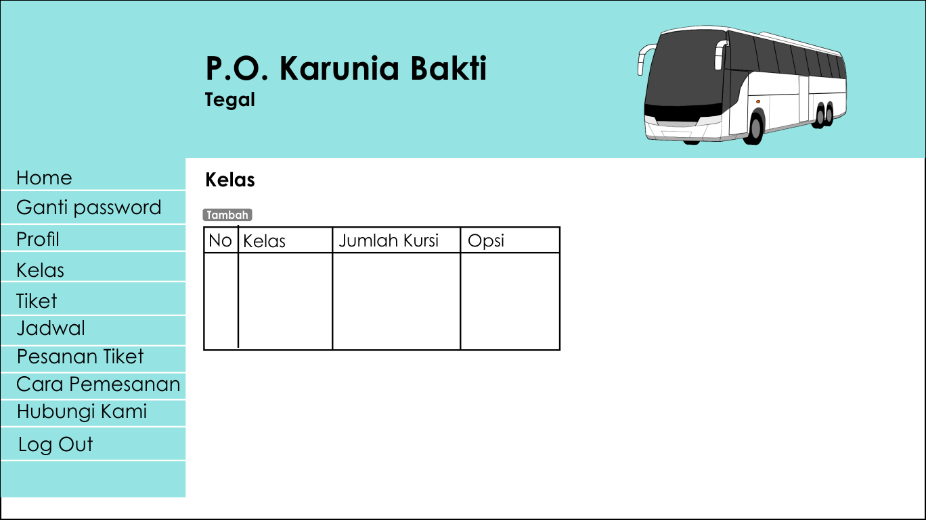 P.O. Karunia Bakti
Tegal
Home
Ganti password
Profil
Kelas
Tiket
Jadwal
Pesanan Tiket
Cara Pemesanan
Hubungi Kami
Log Out
Kelas
Tambah
No Kelas Jumlah Kursi Opsi